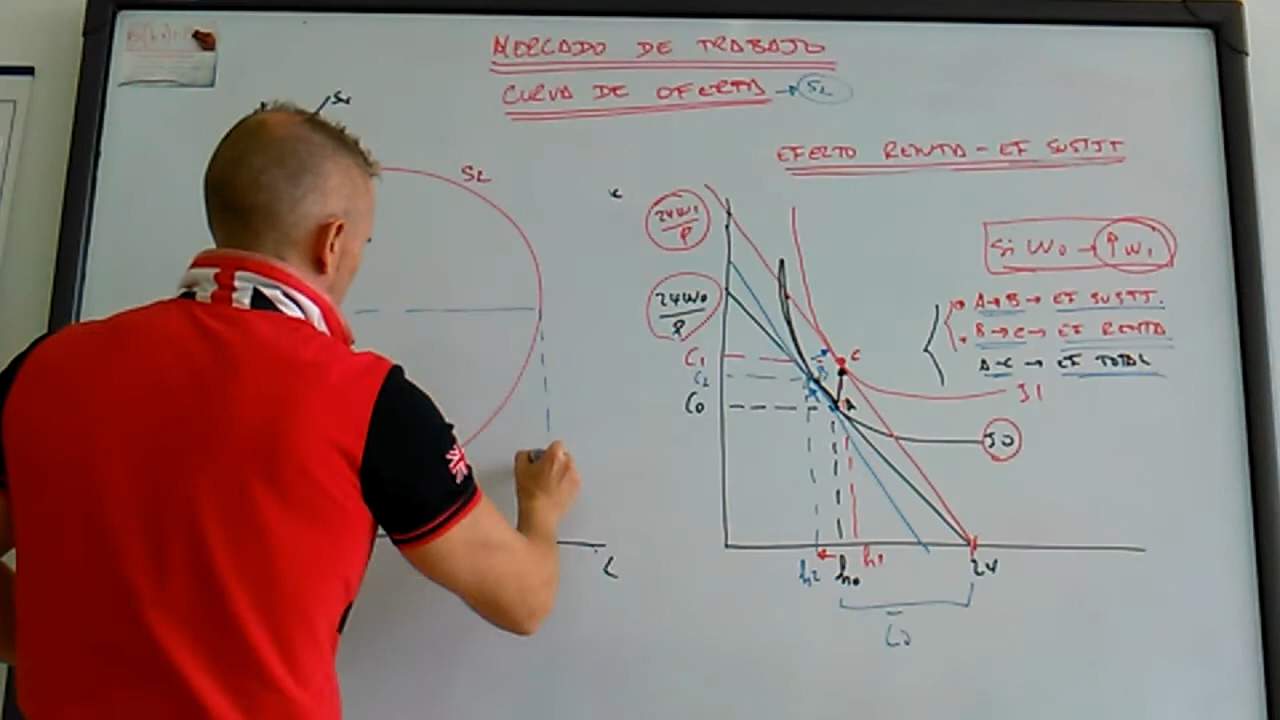 MERCADO DE TRABAJO
CURVA DE OFERTA → SL
EFECTO RENTA - EF SUSTIT
SL
SL
24W1
P
24W0
P
Si W0 → ↑W1
A→B → EF SUSTIT.
B→C → EF RENTA
A-C → EF TOTAL
C1
C2
C0
C
B
A
J1
J0
h2
h0
h1
24
L0
L